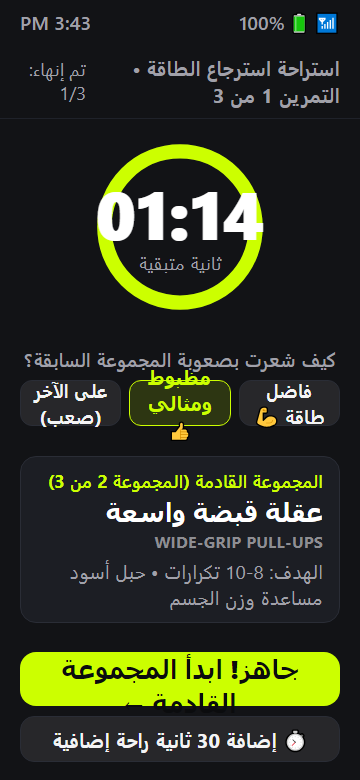 3:43 PM
100%
استراحة استرجاع الطاقة •
التمرين 1 من 3
تم إنهاء:
1/3
01:14
ثانية متبقية
كيف شعرت بصعوبة المجموعة السابقة؟
فاضل
طاقة 💪
مظبوط
ومثالي
👍
على الآخر
(صعب)
المجموعة القادمة (المجموعة 2 من 3)
عقلة قبضة واسعة
WIDE-GRIP PULL-UPS
الهدف: 8-10 تكرارات • حبل أسود
مساعدة وزن الجسم
جاهز! ابدأ المجموعة
القادمة ←
⏱️ إضافة 30 ثانية راحة إضافية